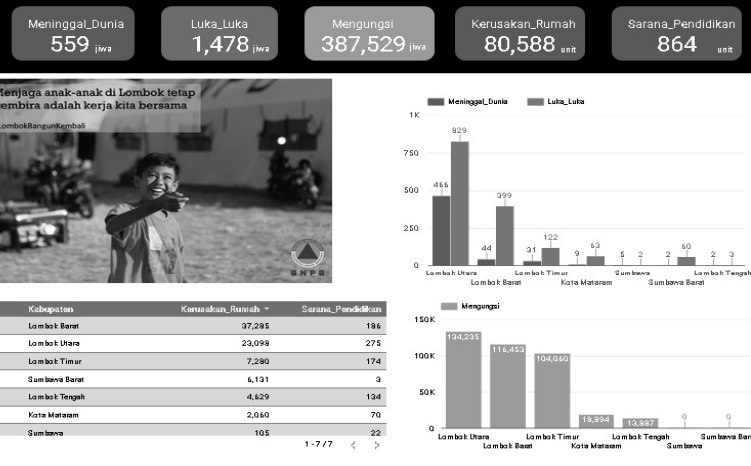 Meninggal_Dunia
559 jiwa
Luka_Luka
1,478 jiwa
Mengungsi
387,529 jiwa
Kerusakan_Rumah
80,588 unit
Sarana_Pendidikan
864 unit
Menjaga anak-anak di Lombok tetap
gembira adalah kerja kita bersama
LombokBangunKembali
BNPB
Meninggal_Dunia Luka_Luka
1K
750
500
250
0
466 829
44 399
31 122
9 63
5 2
2 60
2 3
Lombok Utara
Lombok Barat
Lombok Timur
Kota Mataram
Sumbawa
Sumbawa Barat
Lombok Tengah
Kabupaten Kerusakan_Rumah Sarana_Pendidikan
Lombok Barat 37,285 186
Lombok Utara 23,098 275
Lombok Timur 7,280 174
Sumbawa Barat 6,131 3
Lombok Tengah 4,629 134
Kota Mataram 2,060 70
Sumbawa 105 22
1 - 7 / 7 < >
Mengungsi
150K
100K
50K
0
134,235
116,453
104,060
18,894
13,887
0
0
Lombok Utara
Lombok Barat
Lombok Timur
Kota Mataram
Lombok Tengah
Sumbawa
Sumbawa Bar